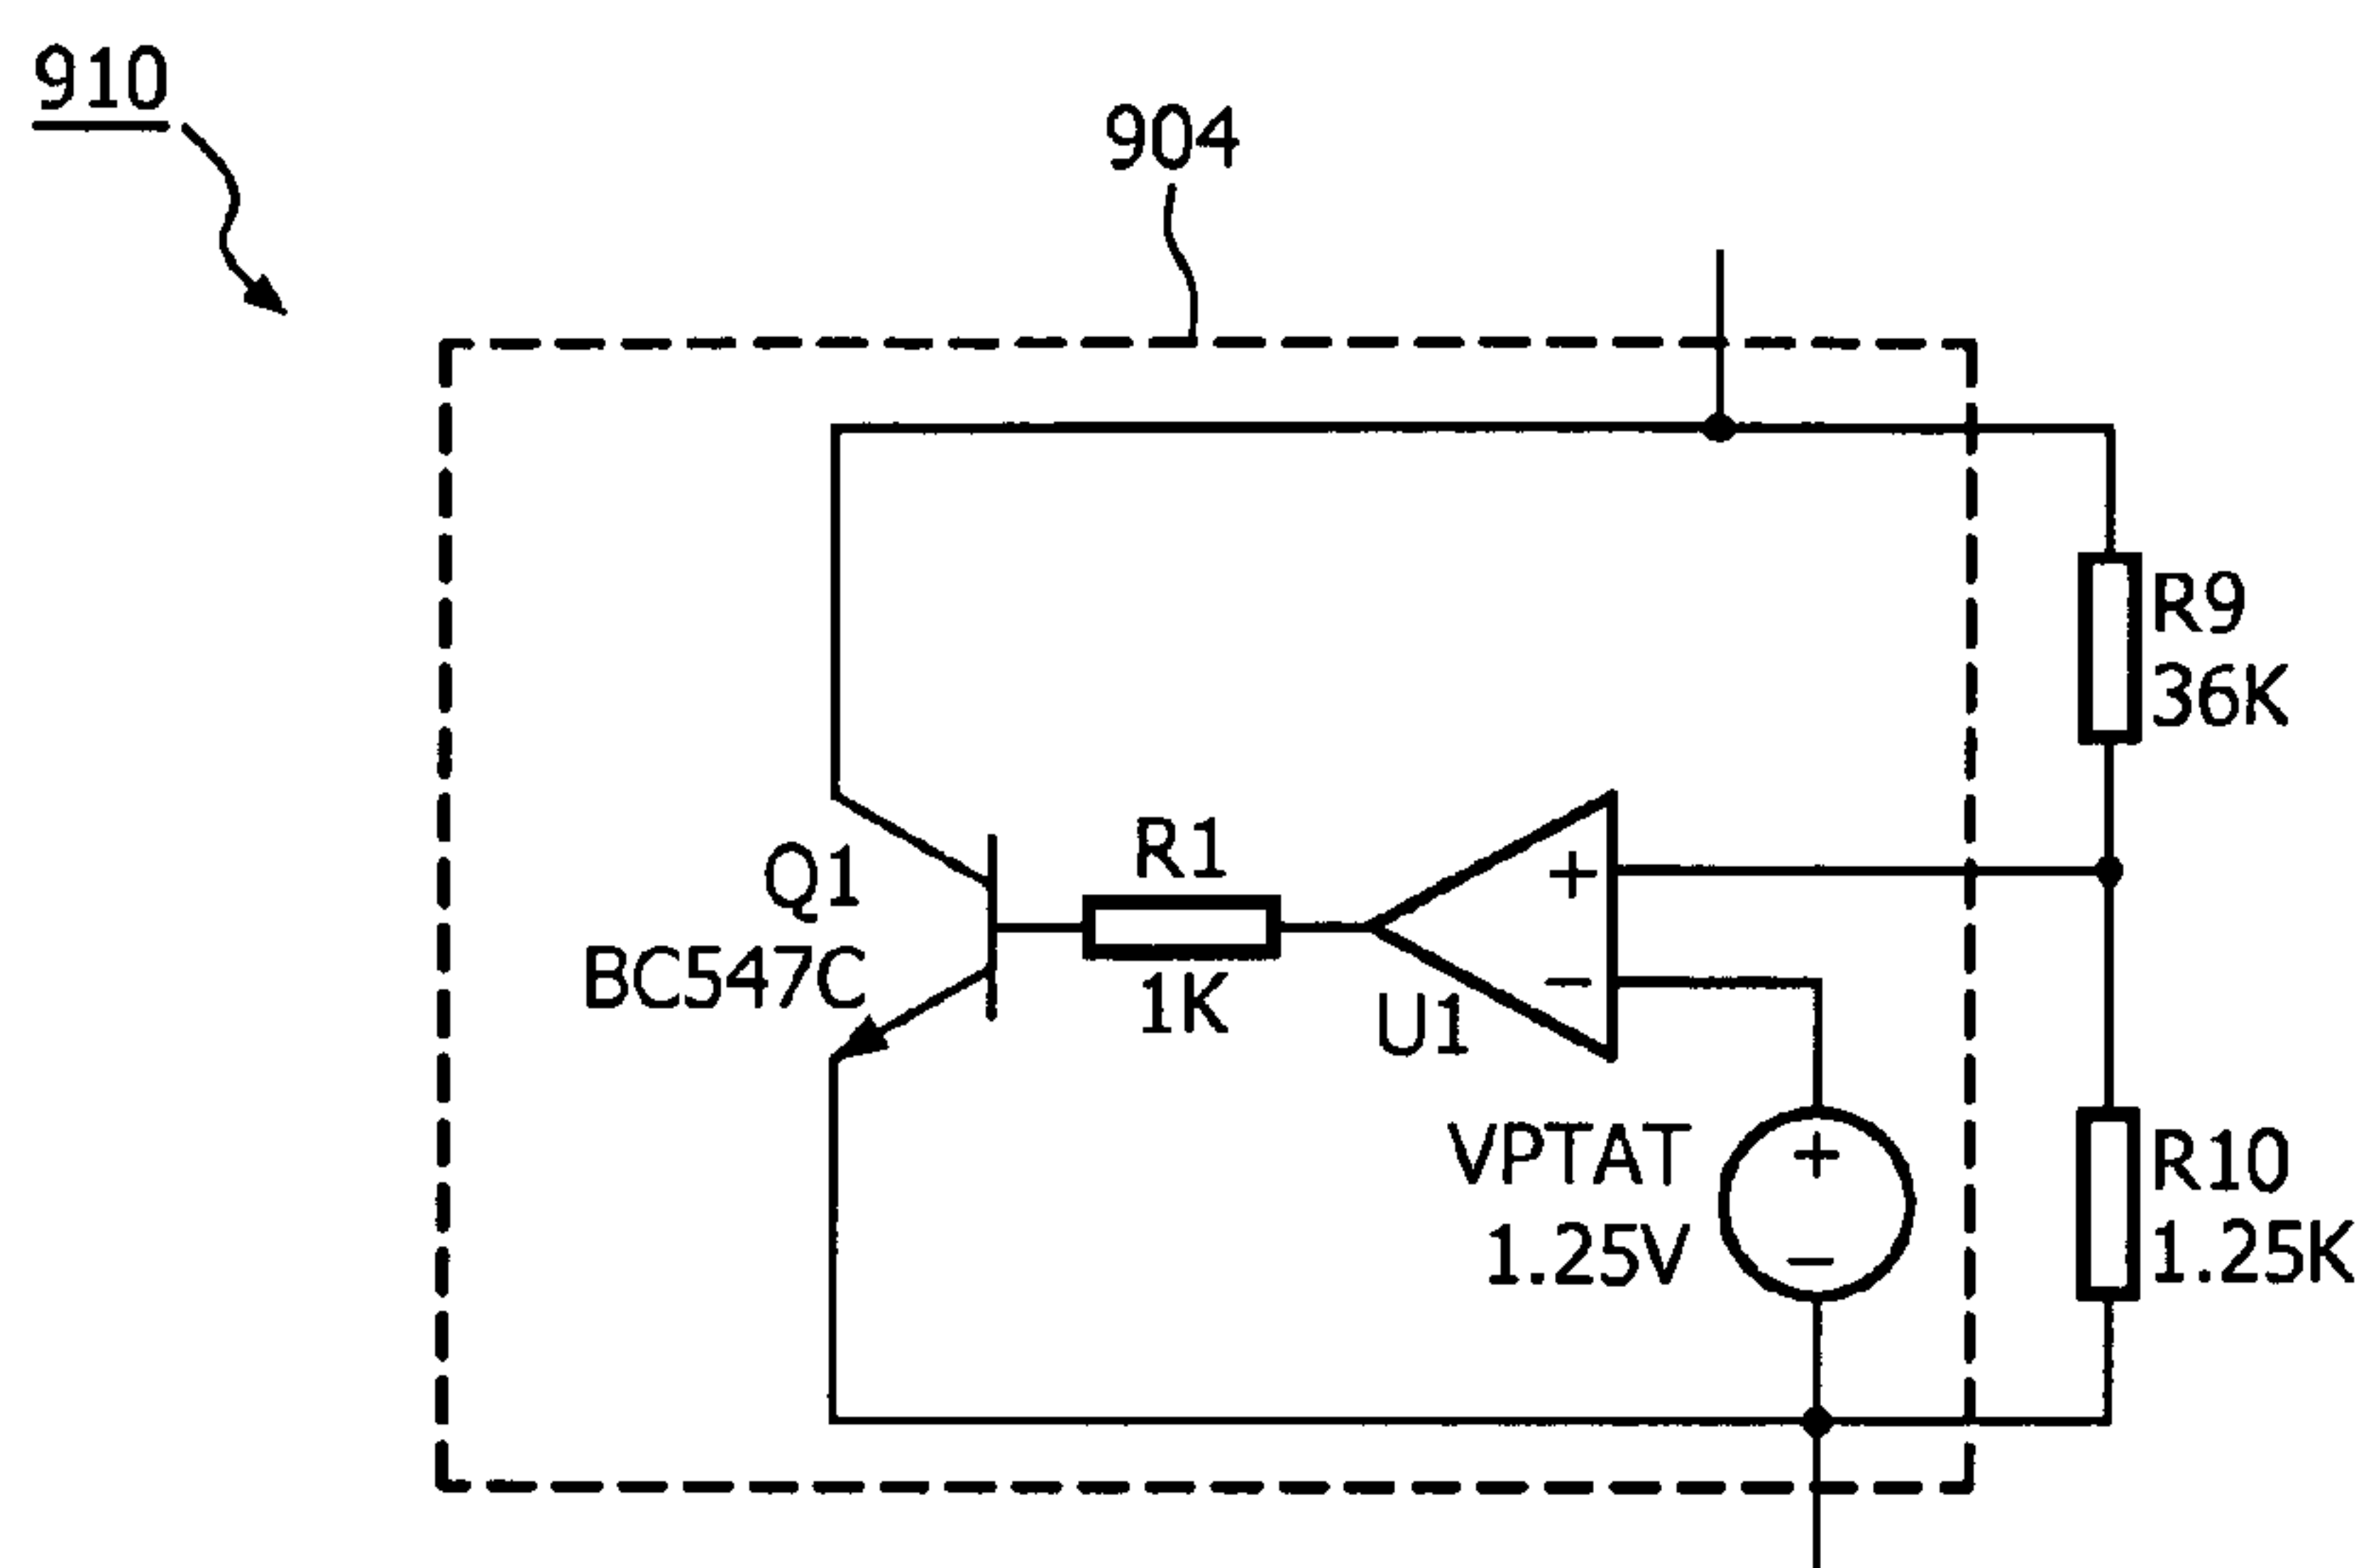 910
904
R9
36K
R1
+
Q1
BC547C
1K
−
U1
VPTAT
1.25V
+
−
R10
1.25K